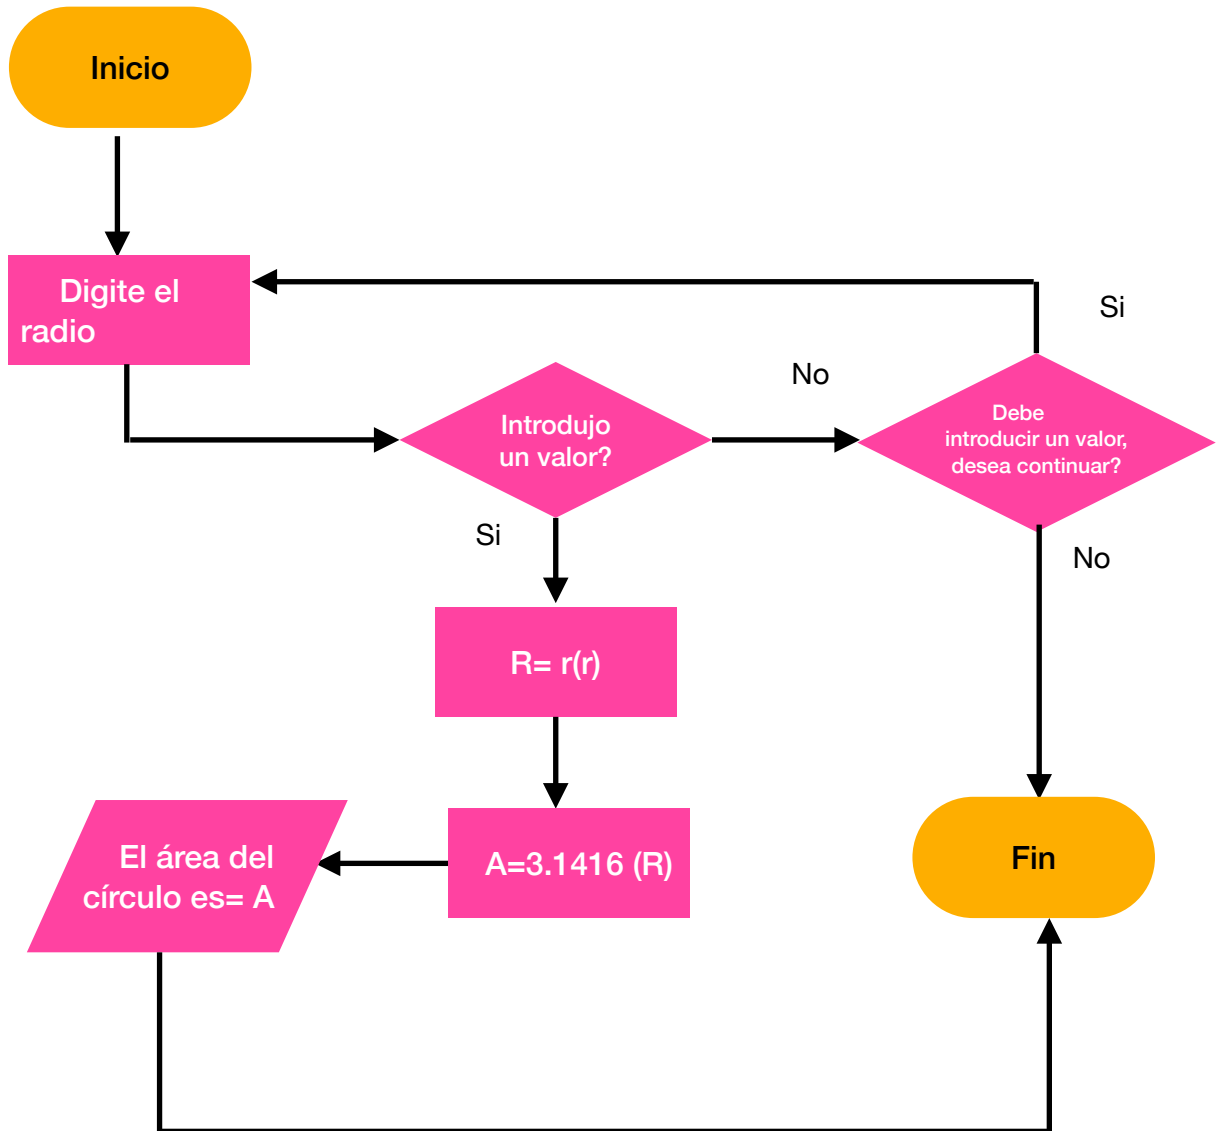 Inicio
Digite el
radio
Si
No
Introdujo
un valor?
Debe
introducir un valor,
desea continuar?
Si
No
R= r(r)
A=3.1416 (R)
El área del
círculo es= A
Fin